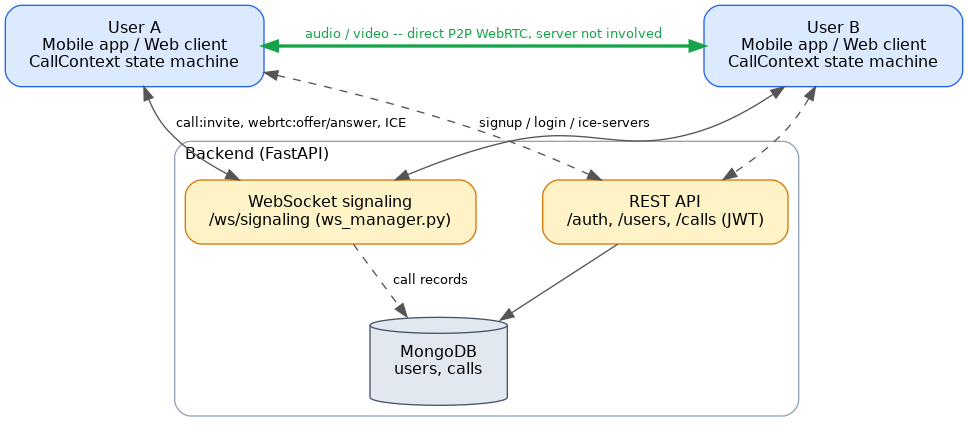 User A
Mobile app / Web client
CallContext state machine
audio / video -- direct P2P WebRTC, server not involved
User B
Mobile app / Web client
CallContext state machine
call:invite, webrtc:offer/answer, ICE
signup / login / ice-servers
Backend (FastAPI)
WebSocket signaling
/ws/signaling (ws_manager.py)
REST API
/auth, /users, /calls (JWT)
call records
MongoDB
users, calls